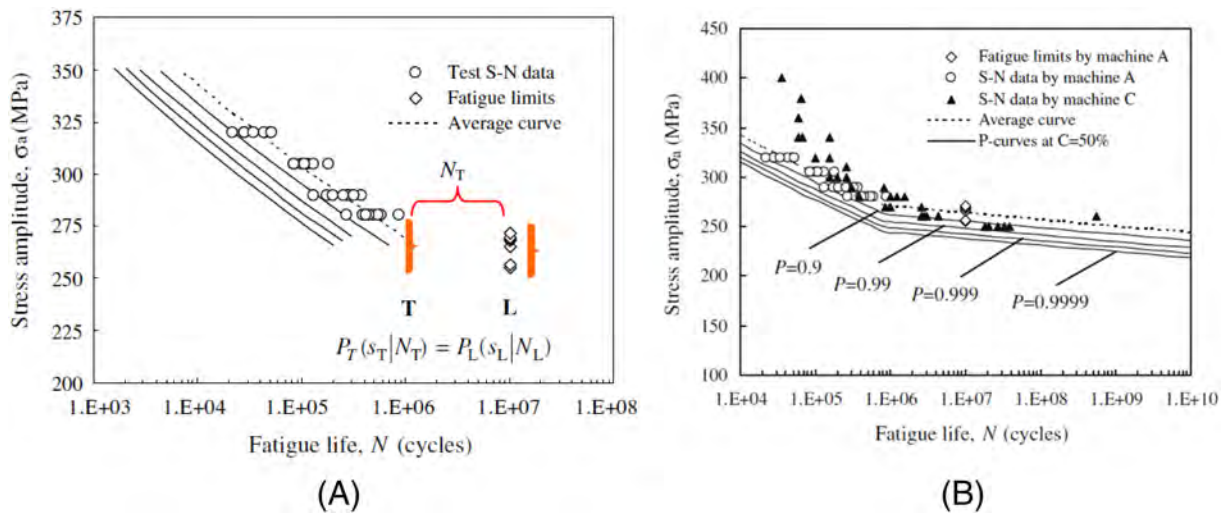 (A)
350
325
300
275
250
225
200
Stress amplitude, σa (MPa)
Test S-N data
Fatigue limits
Average curve
NT
T
L
PT(sT|NT) = PL(sL|NL)
1.E+03
1.E+04
1.E+05
1.E+06
1.E+07
1.E+08
Fatigue life, N (cycles)
(A)
(B)
450
400
350
300
250
200
150
100
Stress amplitude, σa (MPa)
Fatigue limits by machine A
S-N data by machine A
S-N data by machine C
Average curve
P-curves at C=50%
P=0.9
P=0.99
P=0.999
P=0.9999
1.E+04
1.E+05
1.E+06
1.E+07
1.E+08
1.E+09
1.E+10
Fatigue life, N (cycles)
(B)